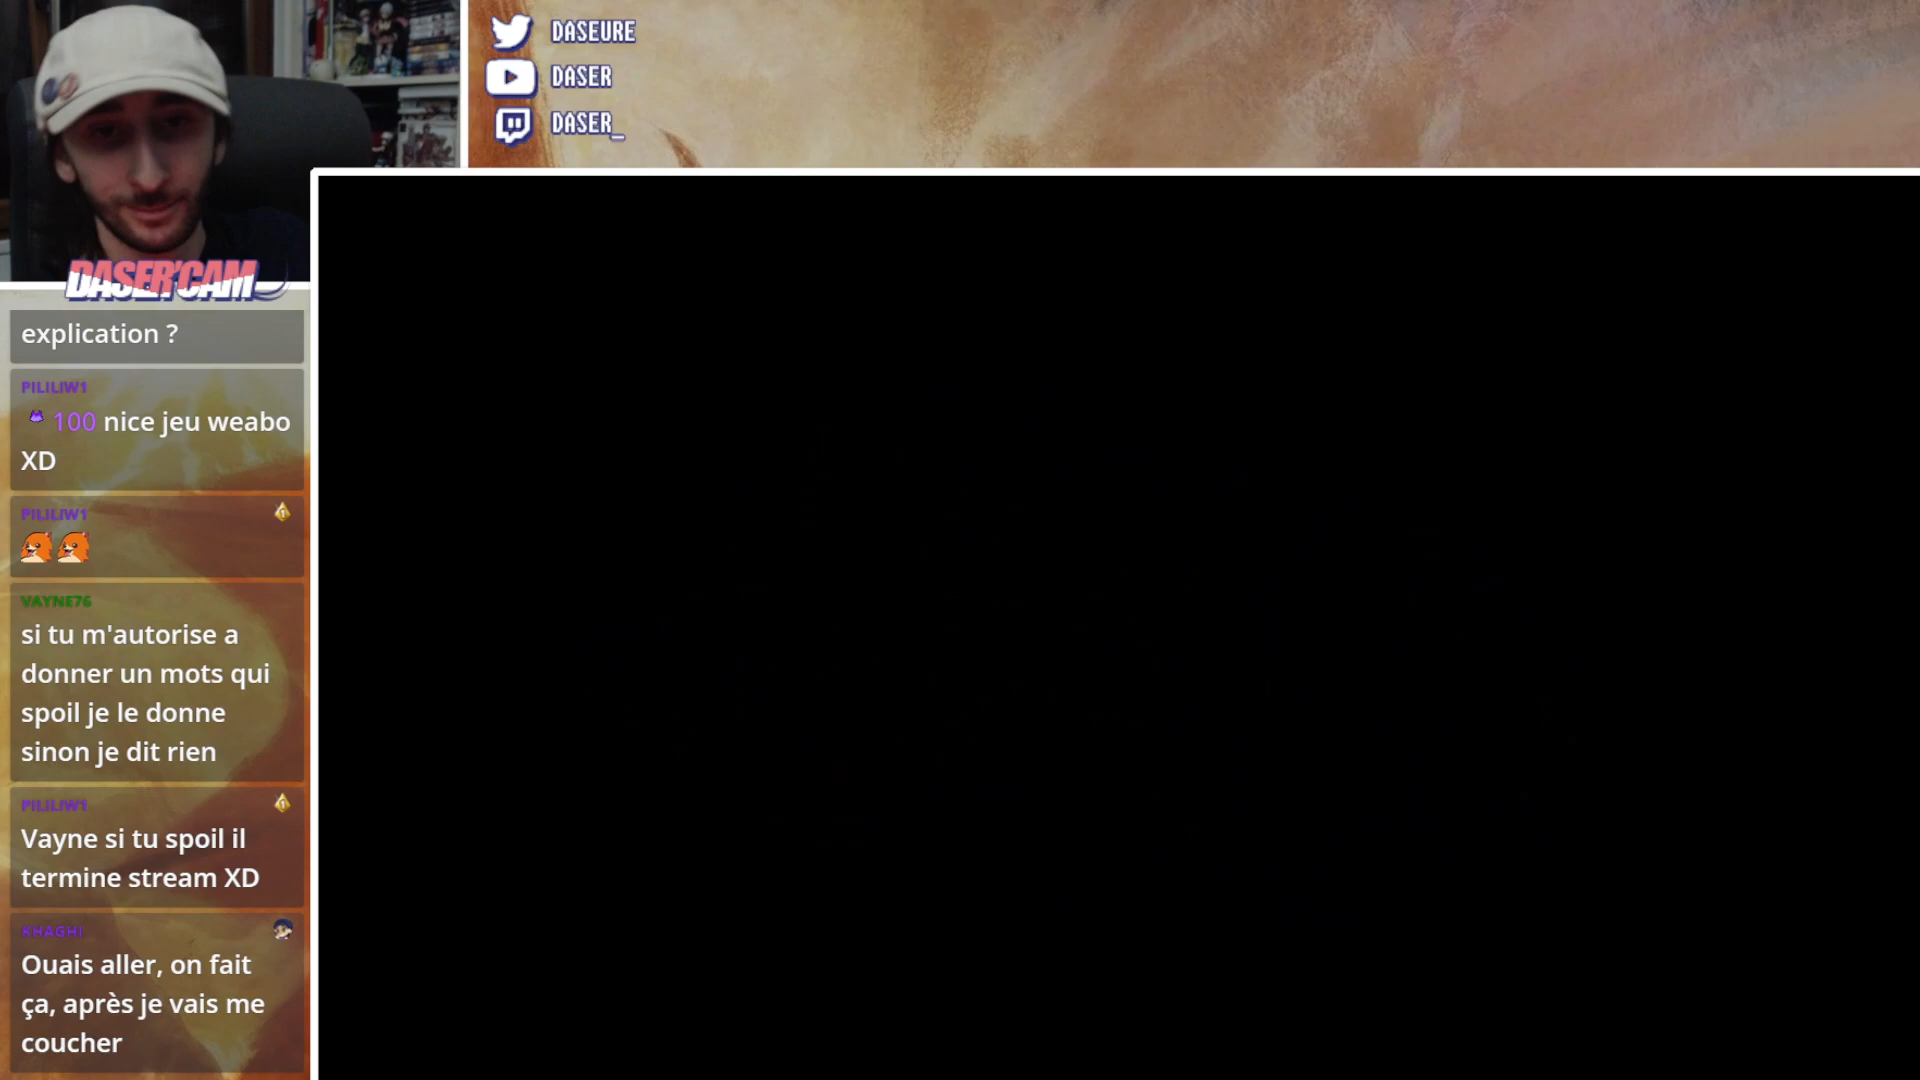 DASEURE
DASER
DASER_
DASER'CAM
explication ?
PILILIW1
100 nice jeu weabo
XD
PILILIW1
VAYNE76
si tu m'autorise a
donner un mots qui
spoil je le donne
sinon je dit rien
PILILIW1
Vayne si tu spoil il
termine stream XD
KHAGHI
Ouais aller, on fait
ça, après je vais me
coucher